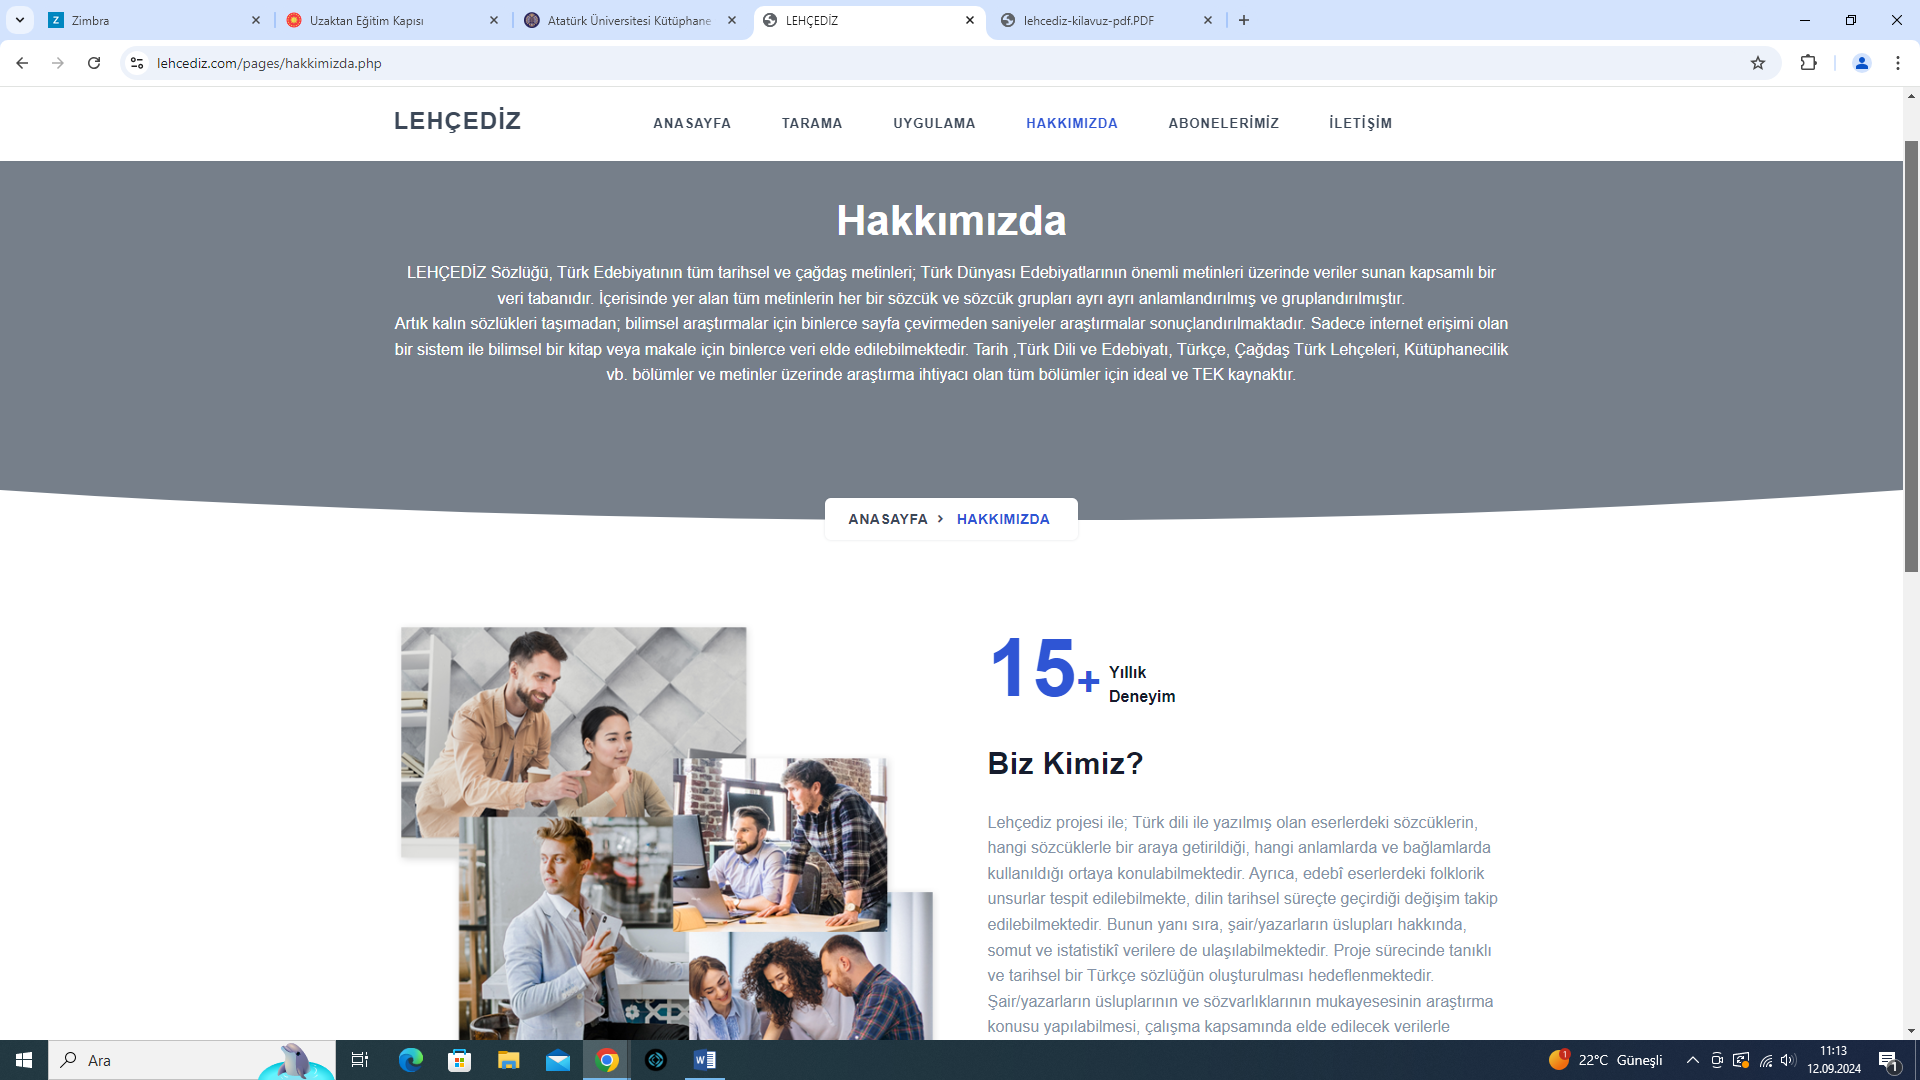 Zimbra
Uzaktan Eğitim Kapısı
Atatürk Üniversitesi Kütüphane
LEHÇEDİZ
lehcediz-kilavuz-pdf.PDF
lehcediz.com/pages/hakkimizda.php
LEHÇEDİZ
ANASAYFA
TARAMA
UYGULAMA
HAKKIMIZDA
ABONELERİMİZ
İLETİŞİM
Hakkımızda
LEHÇEDİZ Sözlüğü, Türk Edebiyatının tüm tarihsel ve çağdaş metinleri; Türk Dünyası Edebiyatlarının önemli metinleri üzerinde veriler sunan kapsamlı bir
veri tabanıdır. İçerisinde yer alan tüm metinlerin her bir sözcük ve sözcük grupları ayrı ayrı anlamlandırılmış ve gruplandırılmıştır.
Artık kalın sözlükleri taşımadan; bilimsel araştırmalar için binlerce sayfa çevirmeden saniyeler araştırmalar sonuçlandırılmaktadır. Sadece internet erişimi olan
bir sistem ile bilimsel bir kitap veya makale için binlerce veri elde edilebilmektedir. Tarih ,Türk Dili ve Edebiyatı, Türkçe, Çağdaş Türk Lehçeleri, Kütüphanecilik
vb. bölümler ve metinler üzerinde araştırma ihtiyacı olan tüm bölümler için ideal ve TEK kaynaktır.
ANASAYFA > HAKKIMIZDA
15+ Yıllık
Deneyim
Biz Kimiz?
Lehçediz projesi ile; Türk dili ile yazılmış olan eserlerdeki sözcüklerin,
hangi sözcüklerle bir araya getirildiği, hangi anlamlarda ve bağlamlarda
kullanıldığı ortaya konulabilmektedir. Ayrıca, edebî eserlerdeki folklorik
unsurlar tespit edilebilmekte, dilin tarihsel süreçte geçirdiği değişim takip
edilebilmektedir. Bunun yanı sıra, şair/yazarların üslupları hakkında,
somut ve istatistikî verilere de ulaşılabilmektedir. Proje sürecinde tanıklı
ve tarihsel bir Türkçe sözlüğün oluşturulması hedeflenmektedir.
Şair/yazarların üsluplarının ve sözvarlıklarının mukayesesinin araştırma
konusu yapılabilmesi, çalışma kapsamında elde edilecek verilerle
Ara
22°C Güneşli
11:13
12.09.2024
1
1